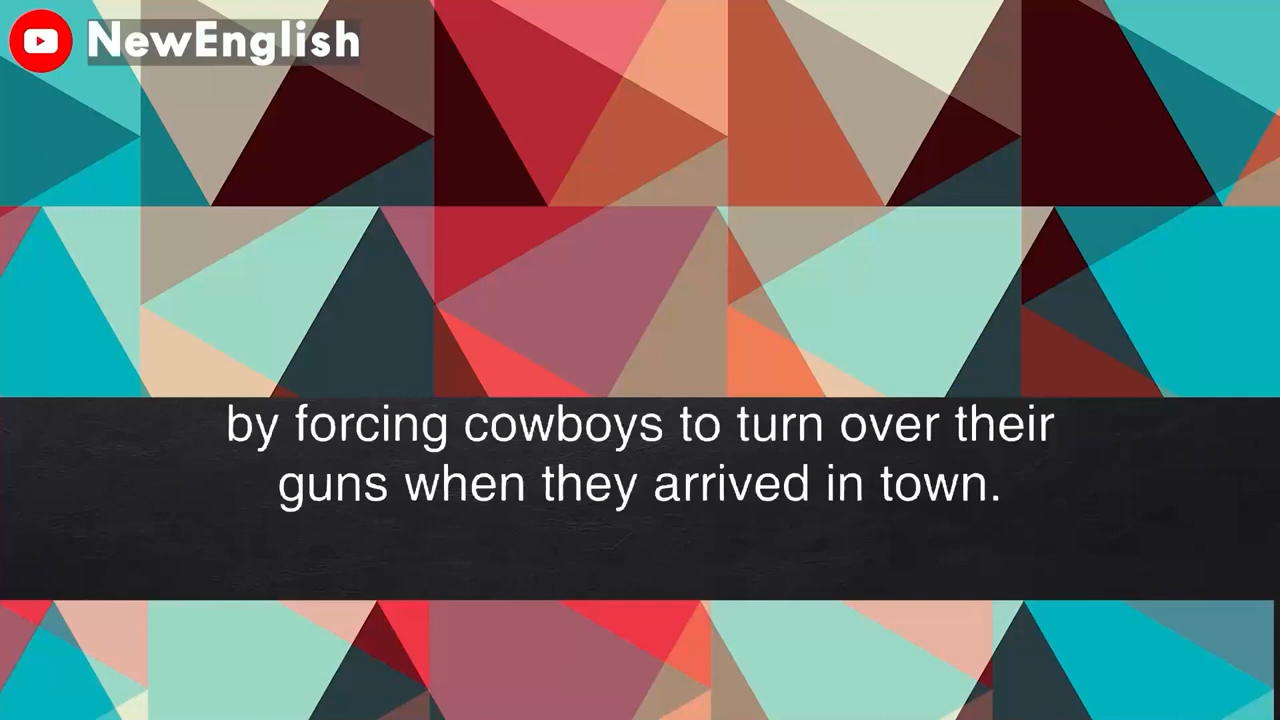 NewEnglish
by forcing cowboys to turn over their
guns when they arrived in town.